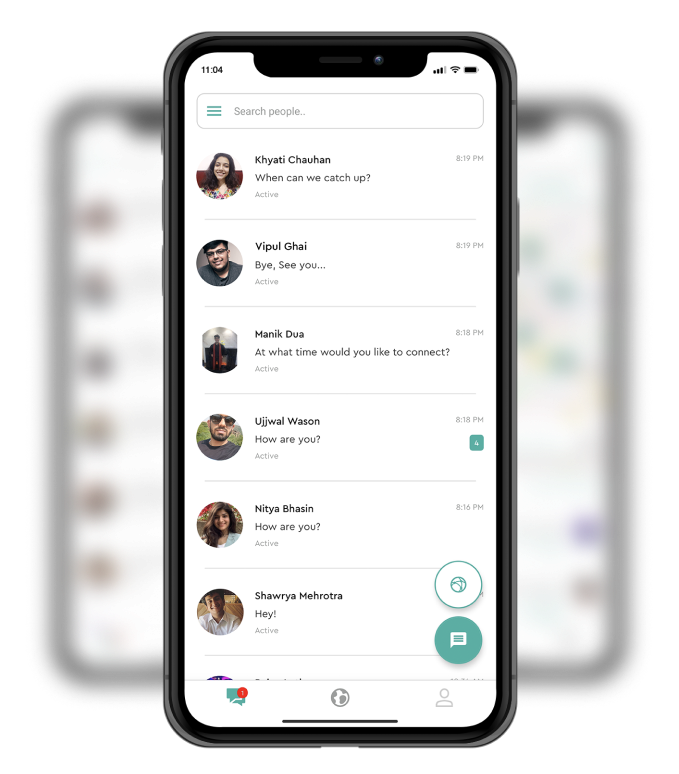 11:04
Search people..
Khyati Chauhan
8:19 PM
When can we catch up?
Active
Vipul Ghai
8:19 PM
Bye, See you...
Active
Manik Dua
8:18 PM
At what time would you like to connect?
Active
Ujjwal Wason
8:18 PM
How are you?
4
Active
Nitya Bhasin
8:16 PM
How are you?
Active
Shawrya Mehrotra
Hey!
Active
1